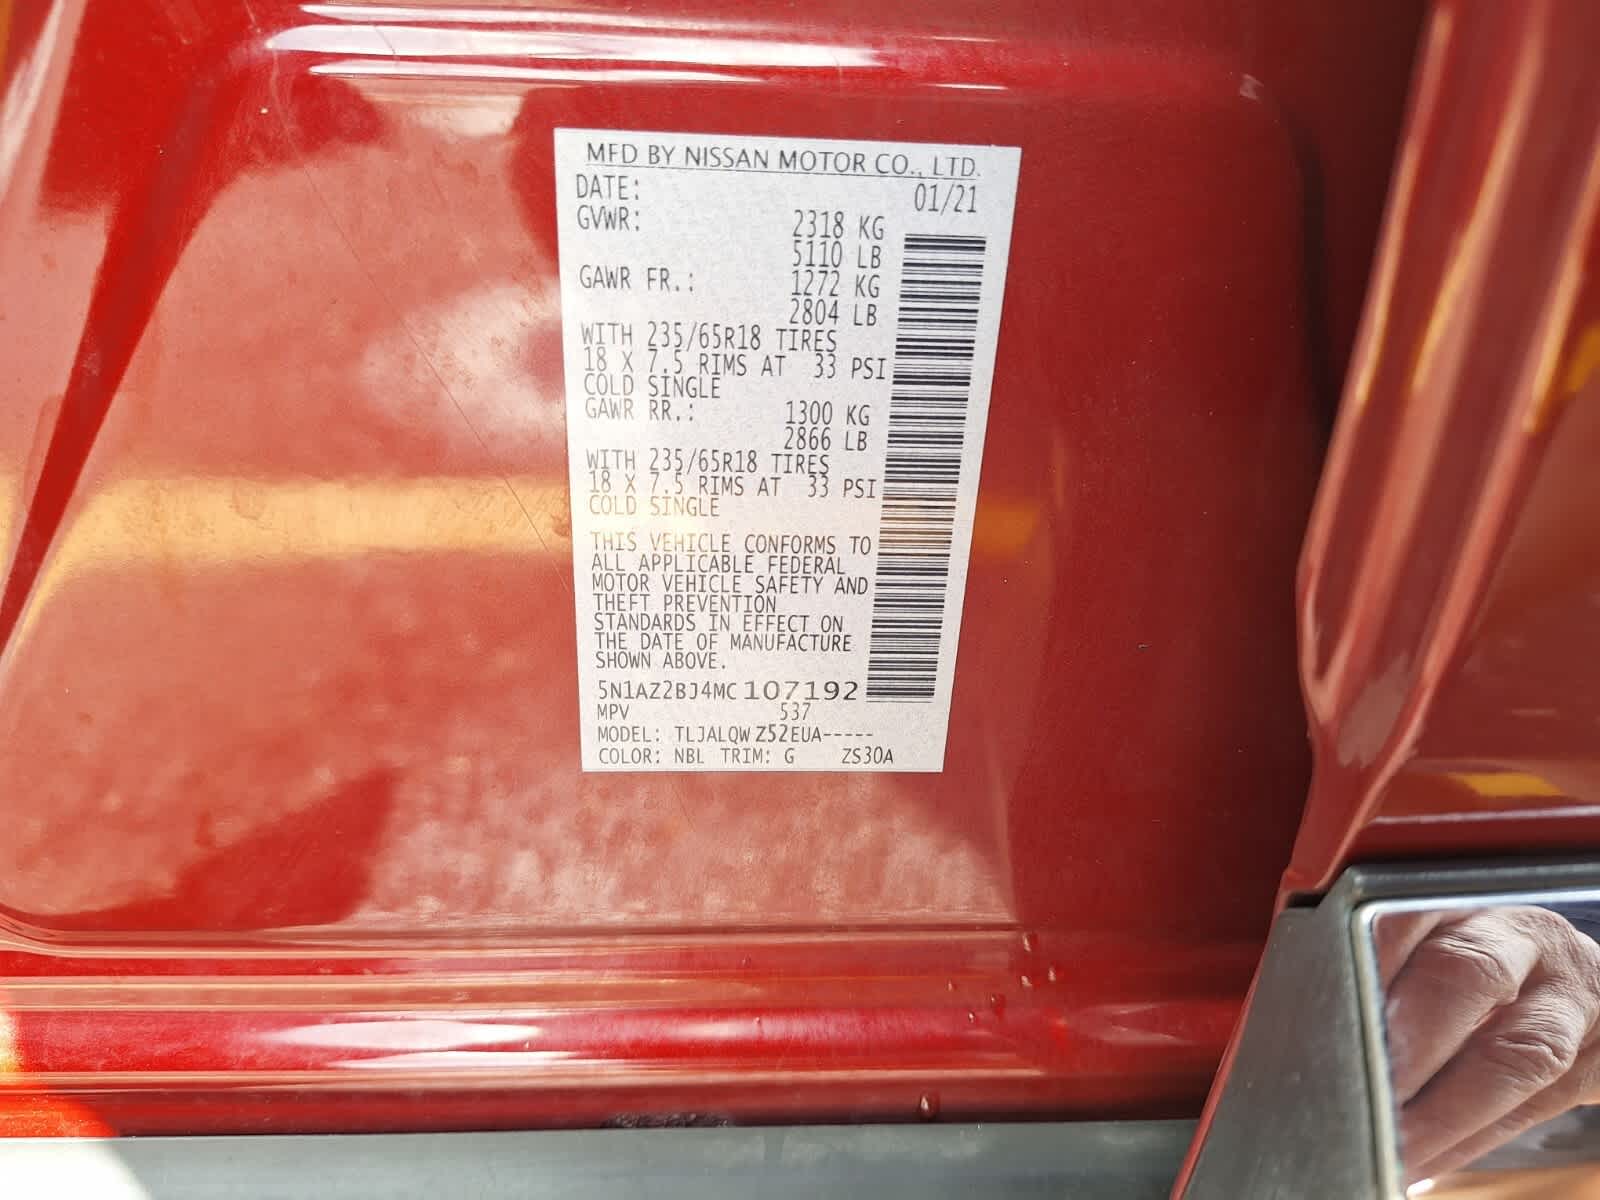 MFD BY NISSAN MOTOR CO., LTD.
DATE: 01/21
GVWR: 2318 KG
5110 LB
GAWR FR.: 1272 KG
2804 LB
WITH 235/65R18 TIRES
18 X 7.5 RIMS AT 33 PSI
COLD SINGLE
GAWR RR.: 1300 KG
2866 LB
WITH 235/65R18 TIRES
18 X 7.5 RIMS AT 33 PSI
COLD SINGLE
THIS VEHICLE CONFORMS TO
ALL APPLICABLE FEDERAL
MOTOR VEHICLE SAFETY AND
THEFT PREVENTION
STANDARDS IN EFFECT ON
THE DATE OF MANUFACTURE
SHOWN ABOVE.
5N1AZ2BJ4MC107192
MPV 537
MODEL: TLJALQW Z52EUA-----
COLOR: NBL TRIM: G ZS30A